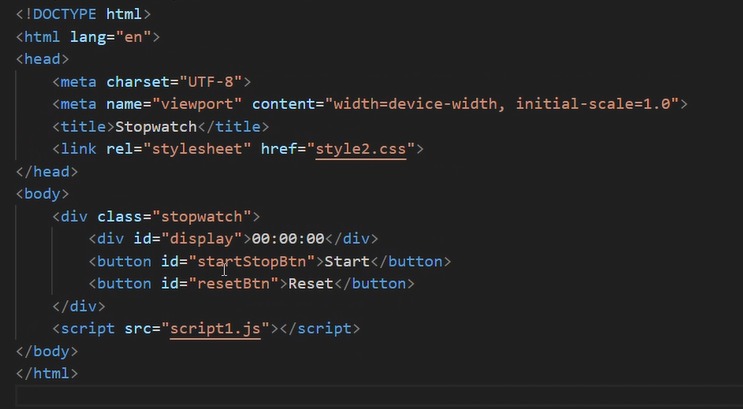 <!DOCTYPE html>
<html lang="en">
<head>
    <meta charset="UTF-8">
    <meta name="viewport" content="width=device-width, initial-scale=1.0">
    <title>Stopwatch</title>
    <link rel="stylesheet" href="style2.css">
</head>
<body>
    <div class="stopwatch">
        <div id="display">00:00:00</div>
        <button id="startStopBtn">Start</button>
        <button id="resetBtn">Reset</button>
    </div>
    <script src="script1.js"></script>
</body>
</html>